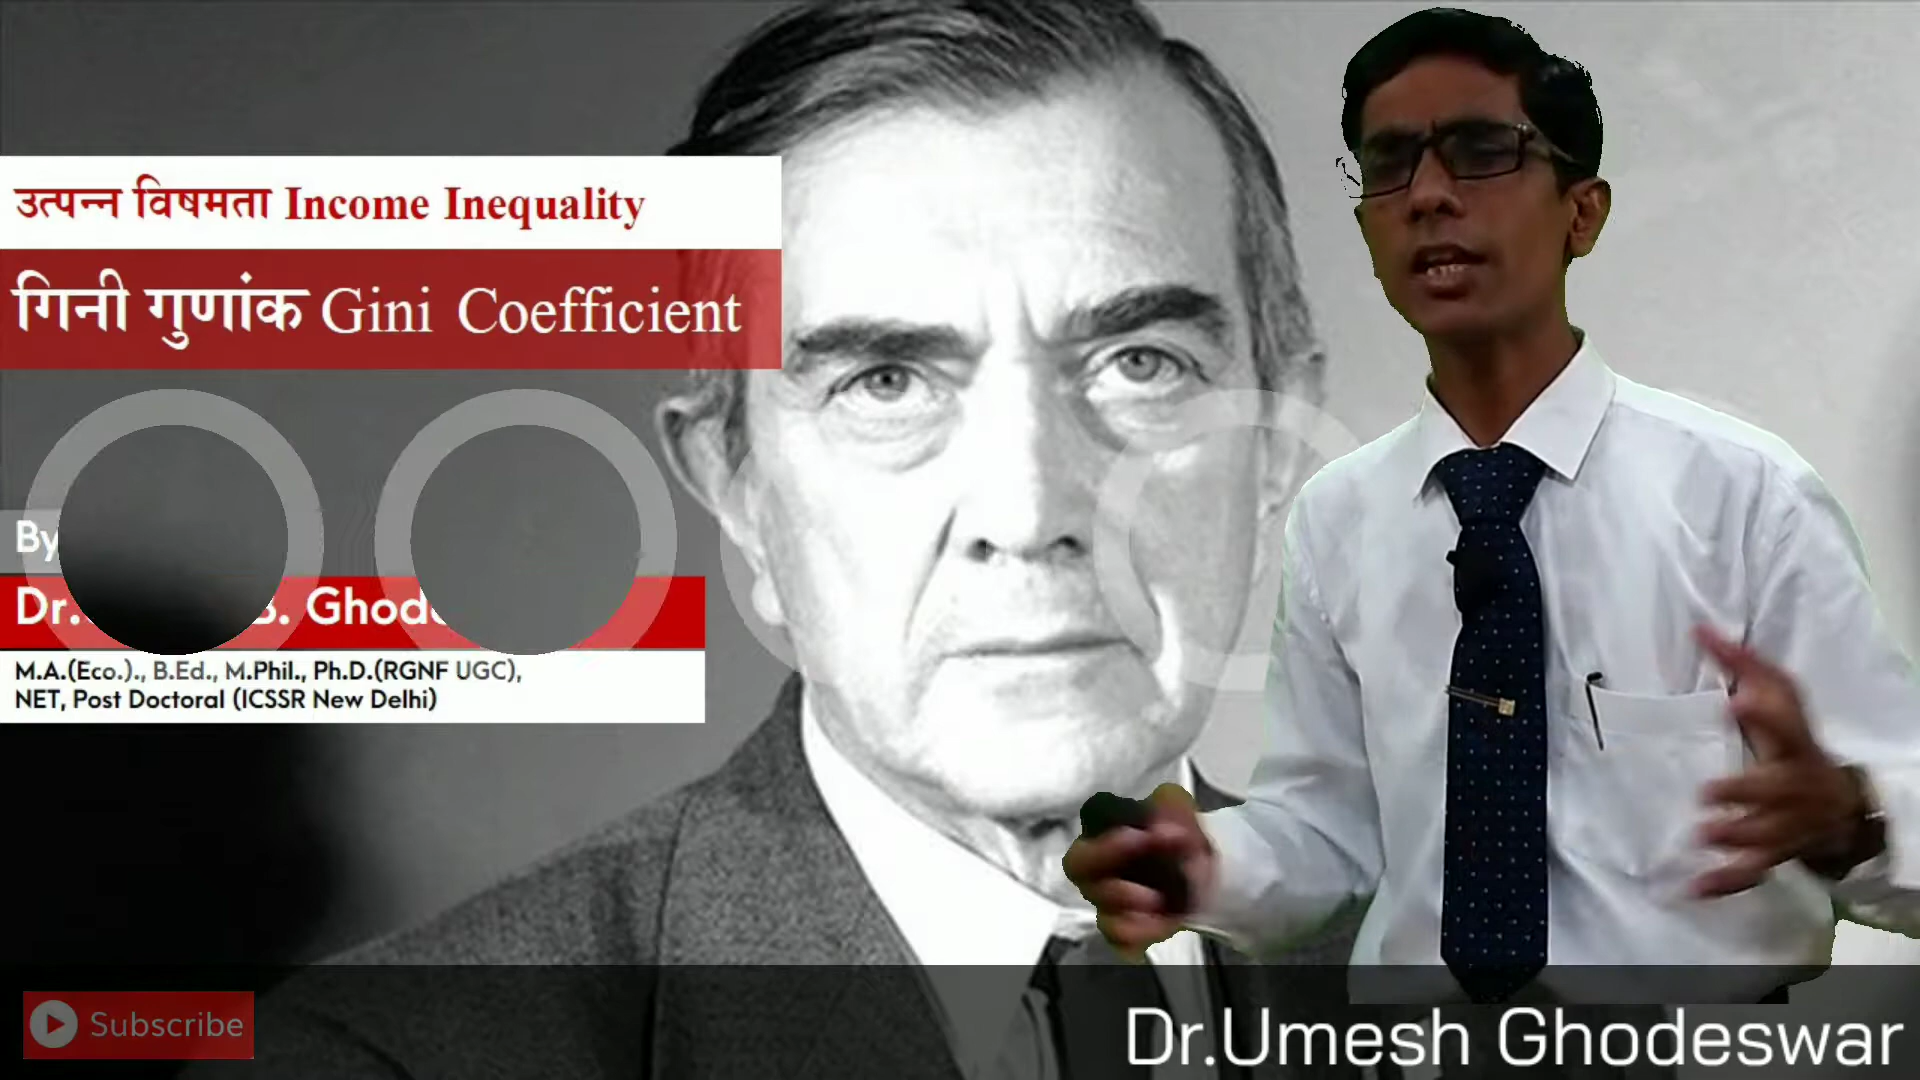 उत्पन्न विषमता Income Inequality
गिनी गुणांक Gini Coefficient
By
Dr. B. Ghode
M.A.(Eco.)., B.Ed., M.Phil., Ph.D.(RGNF UGC),
NET, Post Doctoral (ICSSR New Delhi)
Subscribe
Dr.Umesh Ghodeswar